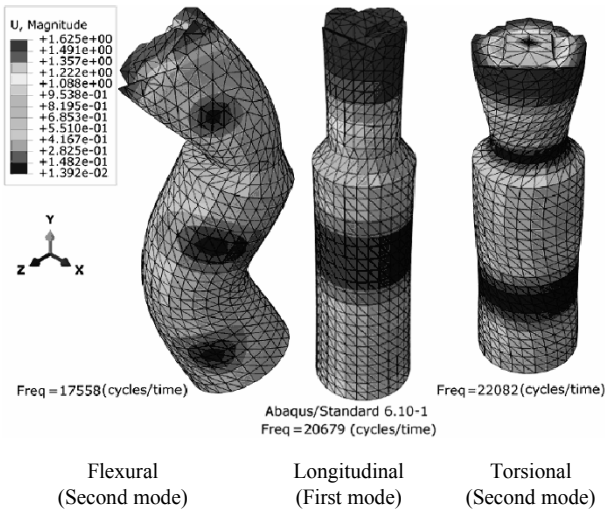 U, Magnitude
+1.625e+00
+1.491e+00
+1.357e+00
+1.222e+00
+1.088e+00
+9.538e-01
+8.195e-01
+6.853e-01
+5.510e-01
+4.167e-01
+2.825e-01
+1.482e-01
+1.392e-02
Y
Z
X
Freq =17558(cycles/time)
Abaqus/Standard 6.10-1
Freq=20679 (cycles/time)
Freq=22082(cycles/time)
Flexural
(Second mode)
Longitudinal
(First mode)
Torsional
(Second mode)